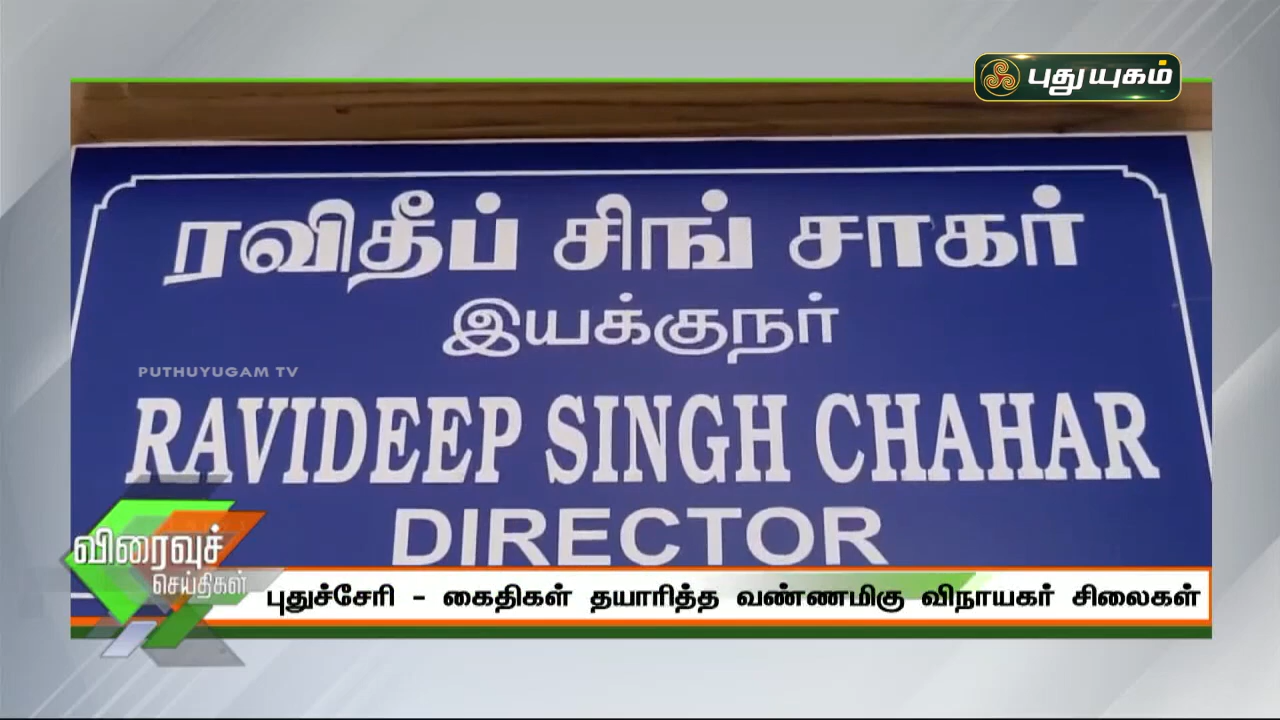 புதுயுகம்
ரவிதீப் சிங் சாகர்
இயக்குநர்
PUTHUYUGAM TV
RAVIDEEP SINGH CHAHAR
DIRECTOR
விரைவுச்
செய்திகள்
புதுச்சேரி - கைதிகள் தயாரித்த வண்ணமிகு விநாயகர் சிலைகள்